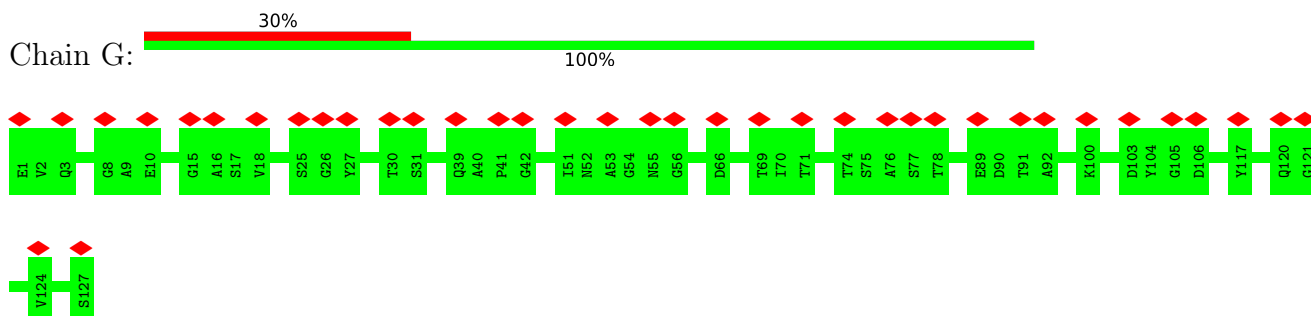 30%
Chain G:
100%
E1 V2 Q3 G8 A9 E10 G15 A16 S17 V18 S25 G26 Y27 T30 S31 Q39 A40 P41 G42 I51 N52 A53 G54 N55 G56 D66 T69 I70 T71 T74 S75 A76 S77 T78 E89 D90 T91 A92 K100 D103 Y104 G105 D106 Y117 Q120 G121
V124 S127